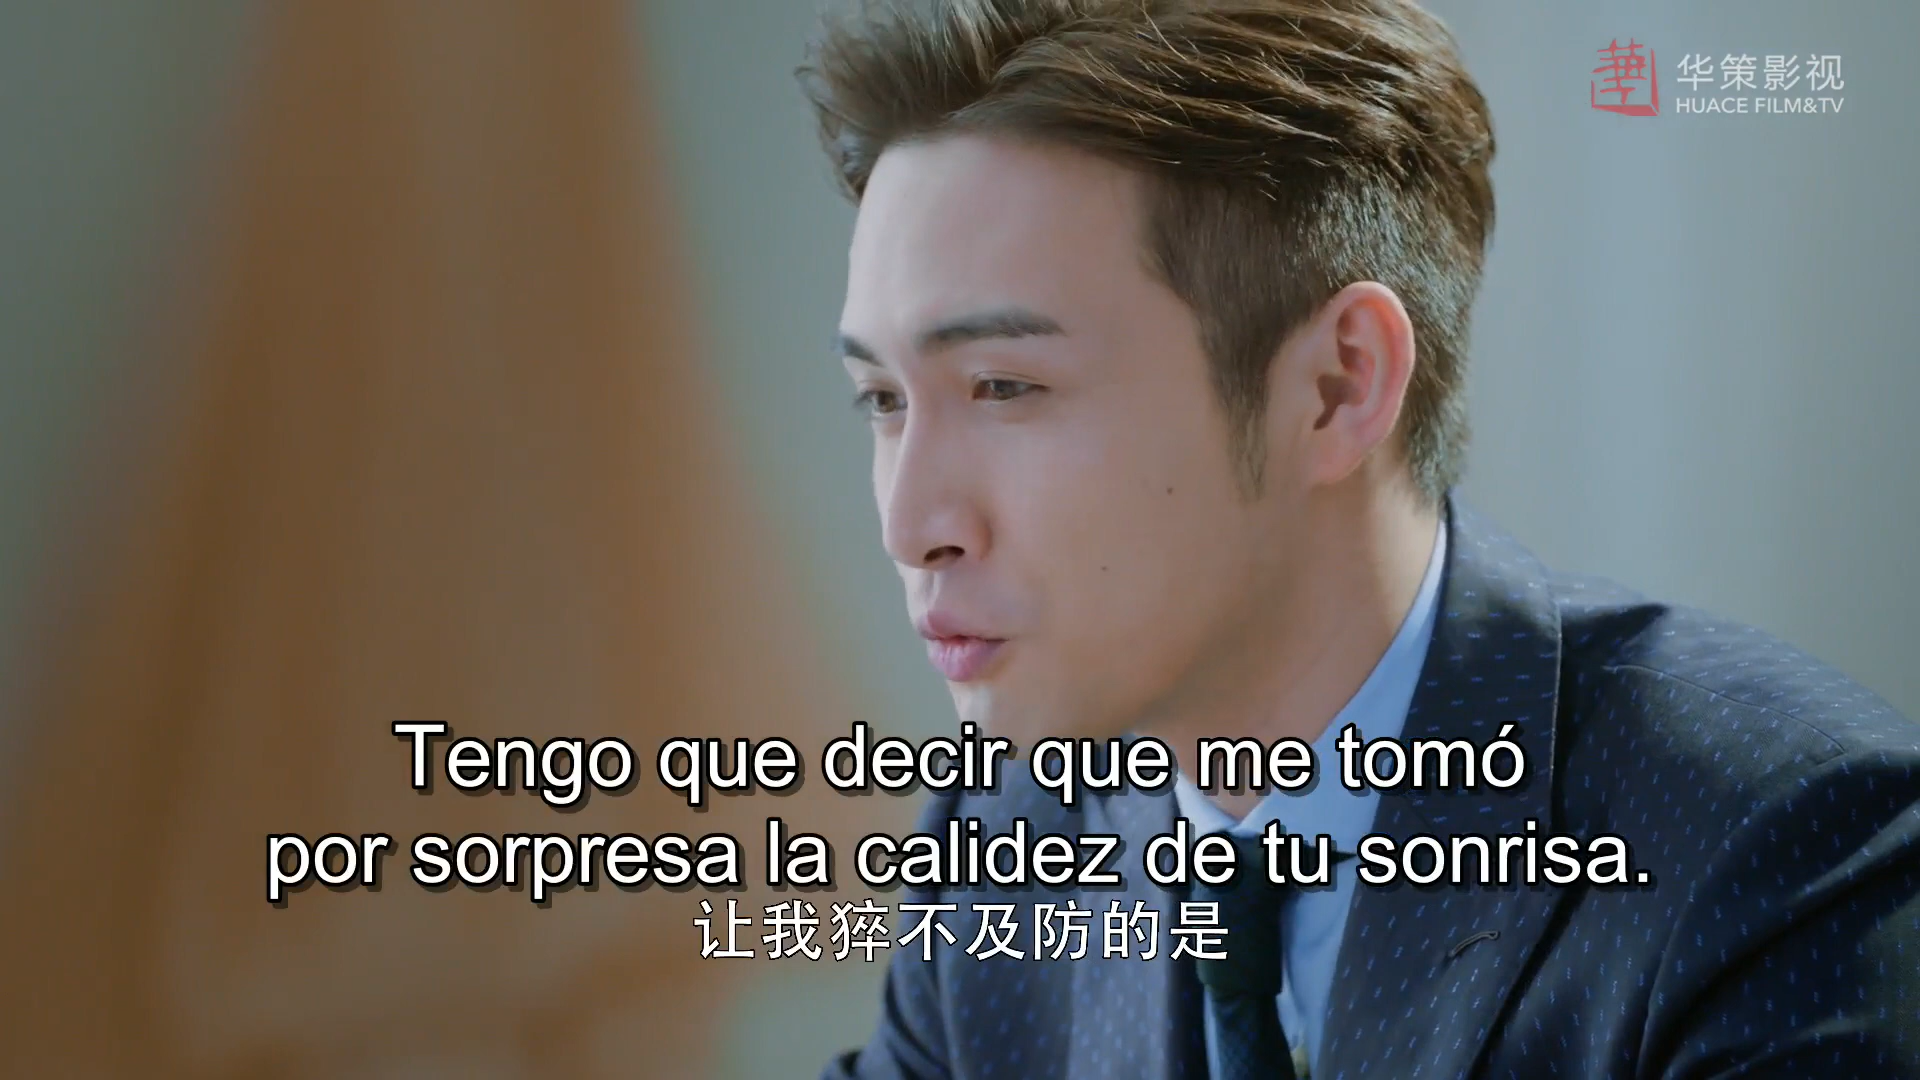 华策影视
HUACE FILM&TV
Tengo que decir que me tomó
por sorpresa la calidez de tu sonrisa.
让我猝不及防的是